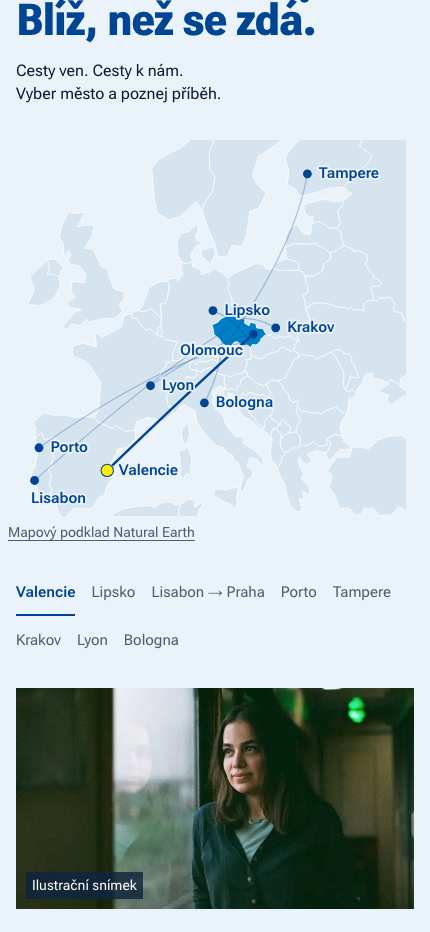 Blíž, než se zdá.
Cesty ven. Cesty k nám.
Vyber město a poznej příběh.
Tampere
Lipsko
Krakov
Olomouc
Lyon
Bologna
Porto
Valencie
Lisabon
Mapový podklad Natural Earth
Valencie Lipsko Lisabon → Praha Porto Tampere
Krakov Lyon Bologna
Ilustrační snímek